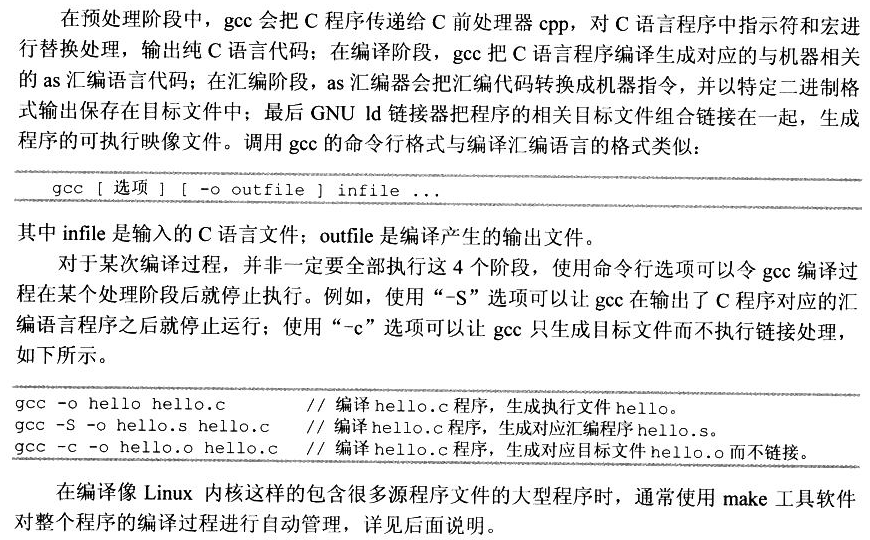 在预处理阶段中，gcc 会把 C 程序传递给 C 前处理器 cpp，对 C 语言程序中指示符和宏进
行替换处理，输出纯 C 语言代码；在编译阶段，gcc 把 C 语言程序编译生成对应的与机器相关
的 as 汇编语言代码；在汇编阶段，as 汇编器会把汇编代码转换成机器指令，并以特定二进制格
式输出保存在目标文件中；最后 GNU ld 链接器把程序的相关目标文件组合链接在一起，生成
程序的可执行映像文件。调用 gcc 的命令行格式与编译汇编语言的格式类似：
gcc [ 选项 ] [ -o outfile ] infile ...
其中 infile 是输入的 C 语言文件；outfile 是编译产生的输出文件。
对于某次编译过程，并非一定要全部执行这 4 个阶段，使用命令行选项可以令 gcc 编译过
程在某个处理阶段后就停止执行。例如，使用“-S”选项可以让 gcc 在输出了 C 程序对应的汇
编语言程序之后就停止运行；使用“-c”选项可以让 gcc 只生成目标文件而不执行链接处理，
如下所示。
gcc -o hello hello.c // 编译 hello.c 程序，生成执行文件 hello。
gcc -S -o hello.s hello.c // 编译 hello.c 程序，生成对应汇编程序 hello.s。
gcc -c -o hello.o hello.c // 编译 hello.c 程序，生成对应目标文件 hello.o 而不链接。
在编译像 Linux 内核这样的包含很多源程序文件的大型程序时，通常使用 make 工具软件
对整个程序的编译过程进行自动管理，详见后面说明。